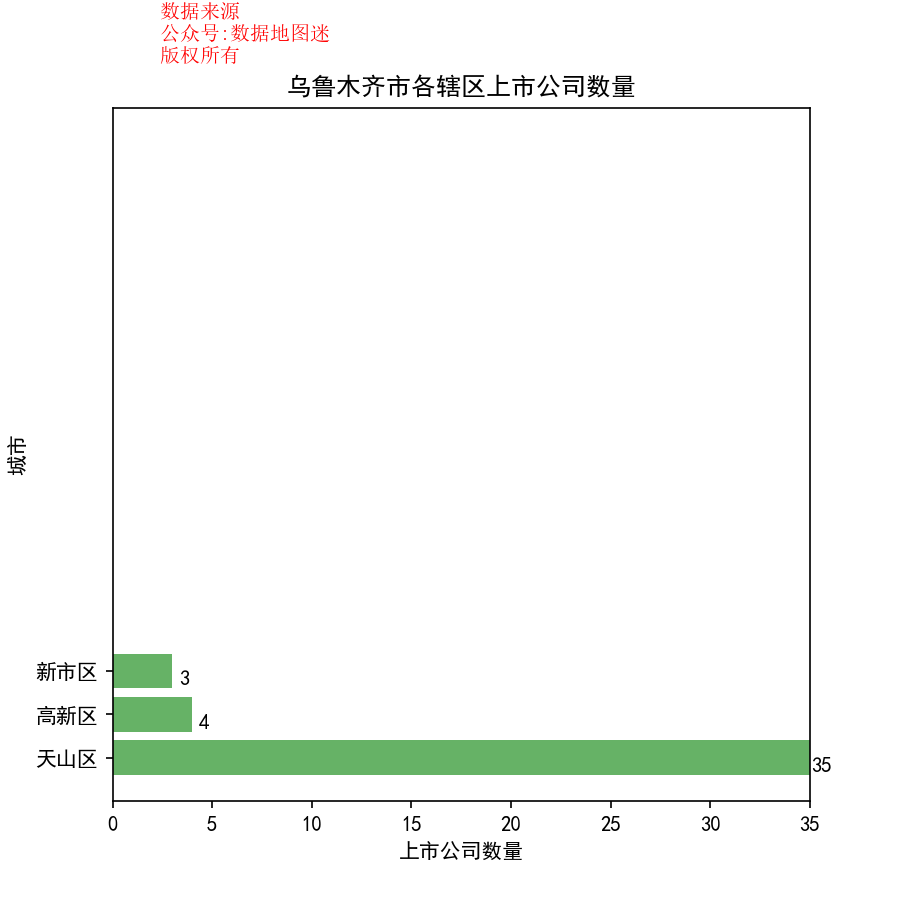 数据来源
公众号:数据地图迷
版权所有
乌鲁木齐市各辖区上市公司数量
城市
新市区
3
高新区
4
天山区
35
0 5 10 15 20 25 30 35
上市公司数量